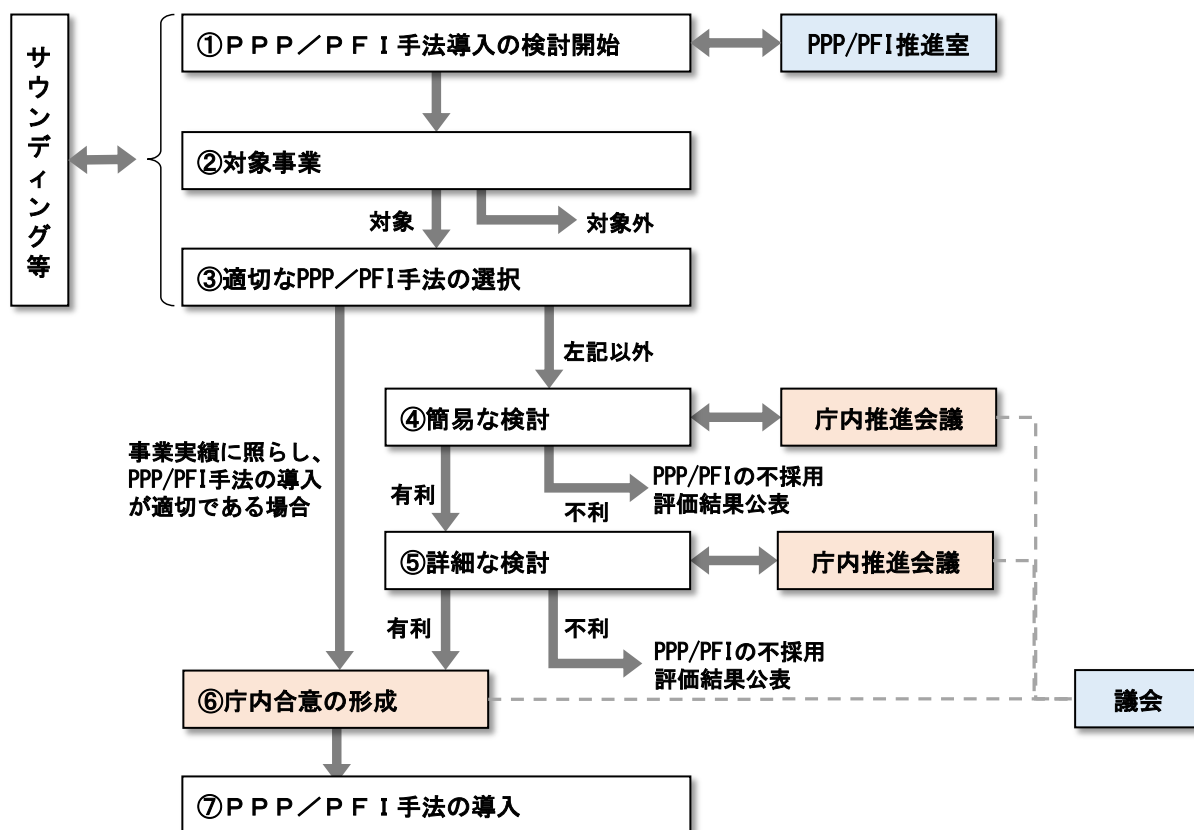 サウンディング等
①ＰＰＰ／ＰＦＩ手法導入の検討開始
PPP/PFI推進室
②対象事業
対象
対象外
③適切なPPP／PFI手法の選択
左記以外
④簡易な検討
庁内推進会議
事業実績に照らし、
PPP/PFI手法の導入
が適切である場合
有利
不利
PPP/PFIの不採用
評価結果公表
⑤詳細な検討
庁内推進会議
有利
不利
PPP/PFIの不採用
評価結果公表
⑥庁内合意の形成
議会
⑦ＰＰＰ／ＰＦＩ手法の導入